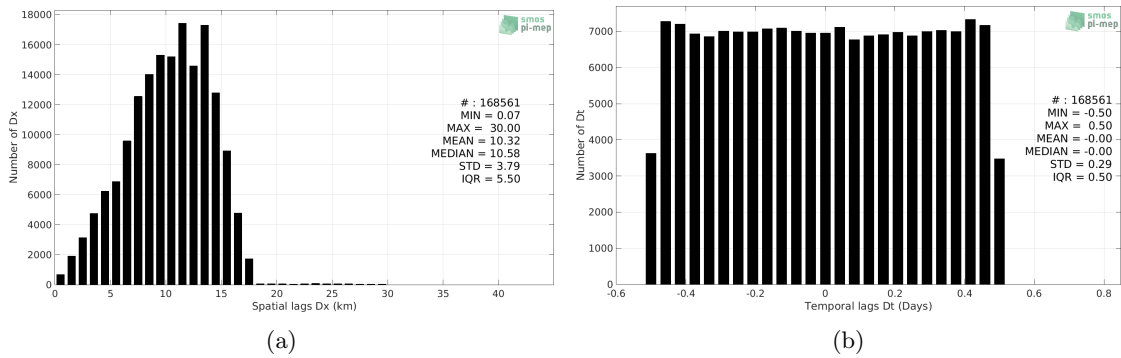 18000
16000
14000
12000
10000
8000
6000
4000
2000
0
Number of Dx
0 5 10 15 20 25 30 35 40
Spatial lags Dx (km)
smos
pi-mep
# : 168561
MIN = 0.07
MAX = 30.00
MEAN = 10.32
MEDIAN = 10.58
STD = 3.79
IQR = 5.50
(a)
7000
6000
5000
4000
3000
2000
1000
0
Number of Dt
-0.6 -0.4 -0.2 0 0.2 0.4 0.6 0.8
Temporal lags Dt (Days)
smos
pi-mep
# : 168561
MIN = -0.50
MAX = 0.50
MEAN = -0.00
MEDIAN = -0.00
STD = 0.29
IQR = 0.50
(b)